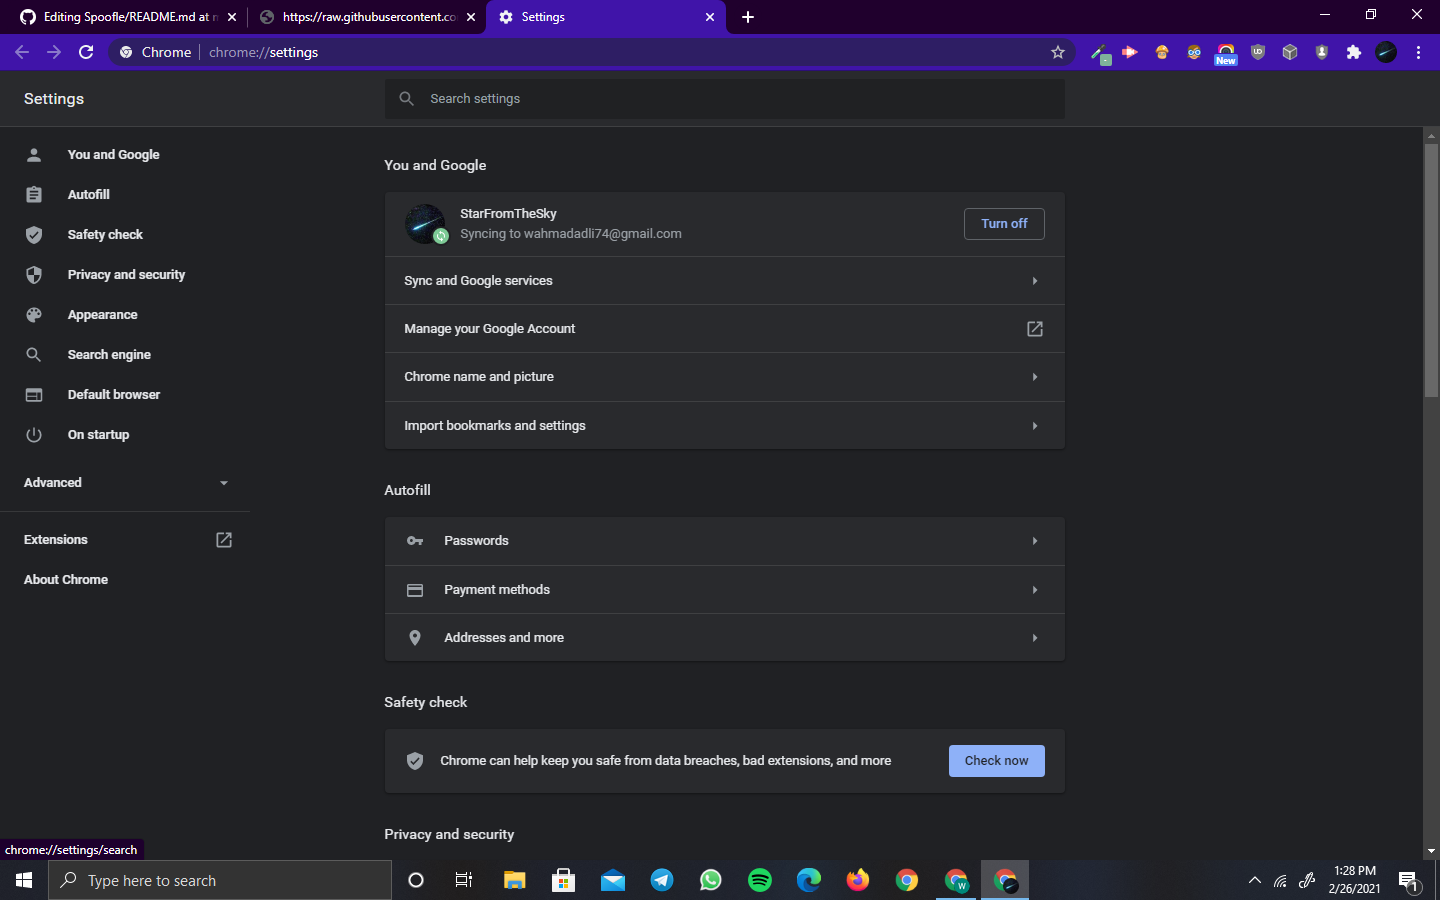 Editing Spoofle/README.md at m
https://raw.githubusercontent.co
Settings
Chrome
chrome://settings
New
Settings
Search settings
You and Google
Autofill
Safety check
Privacy and security
Appearance
Search engine
Default browser
On startup
Advanced
Extensions
About Chrome
You and Google
StarFromTheSky
Syncing to wahmadadli74@gmail.com
Turn off
Sync and Google services
Manage your Google Account
Chrome name and picture
Import bookmarks and settings
Autofill
Passwords
Payment methods
Addresses and more
Safety check
Chrome can help keep you safe from data breaches, bad extensions, and more
Check now
Privacy and security
chrome://settings/search
Type here to search
W
1:28 PM
2/26/2021
1